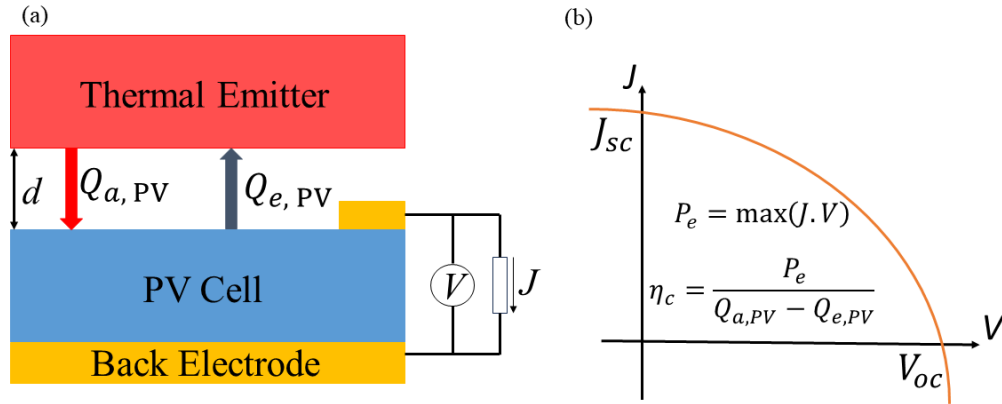 (a)
Thermal Emitter
d
Q_{a, PV}
Q_{e, PV}
PV Cell
V
J
Back Electrode
(b)
J
J_{sc}
P_e = max(J.V)
η_c = \frac{P_e}{Q_{a,PV} − Q_{e,PV}}
V
V_{oc}